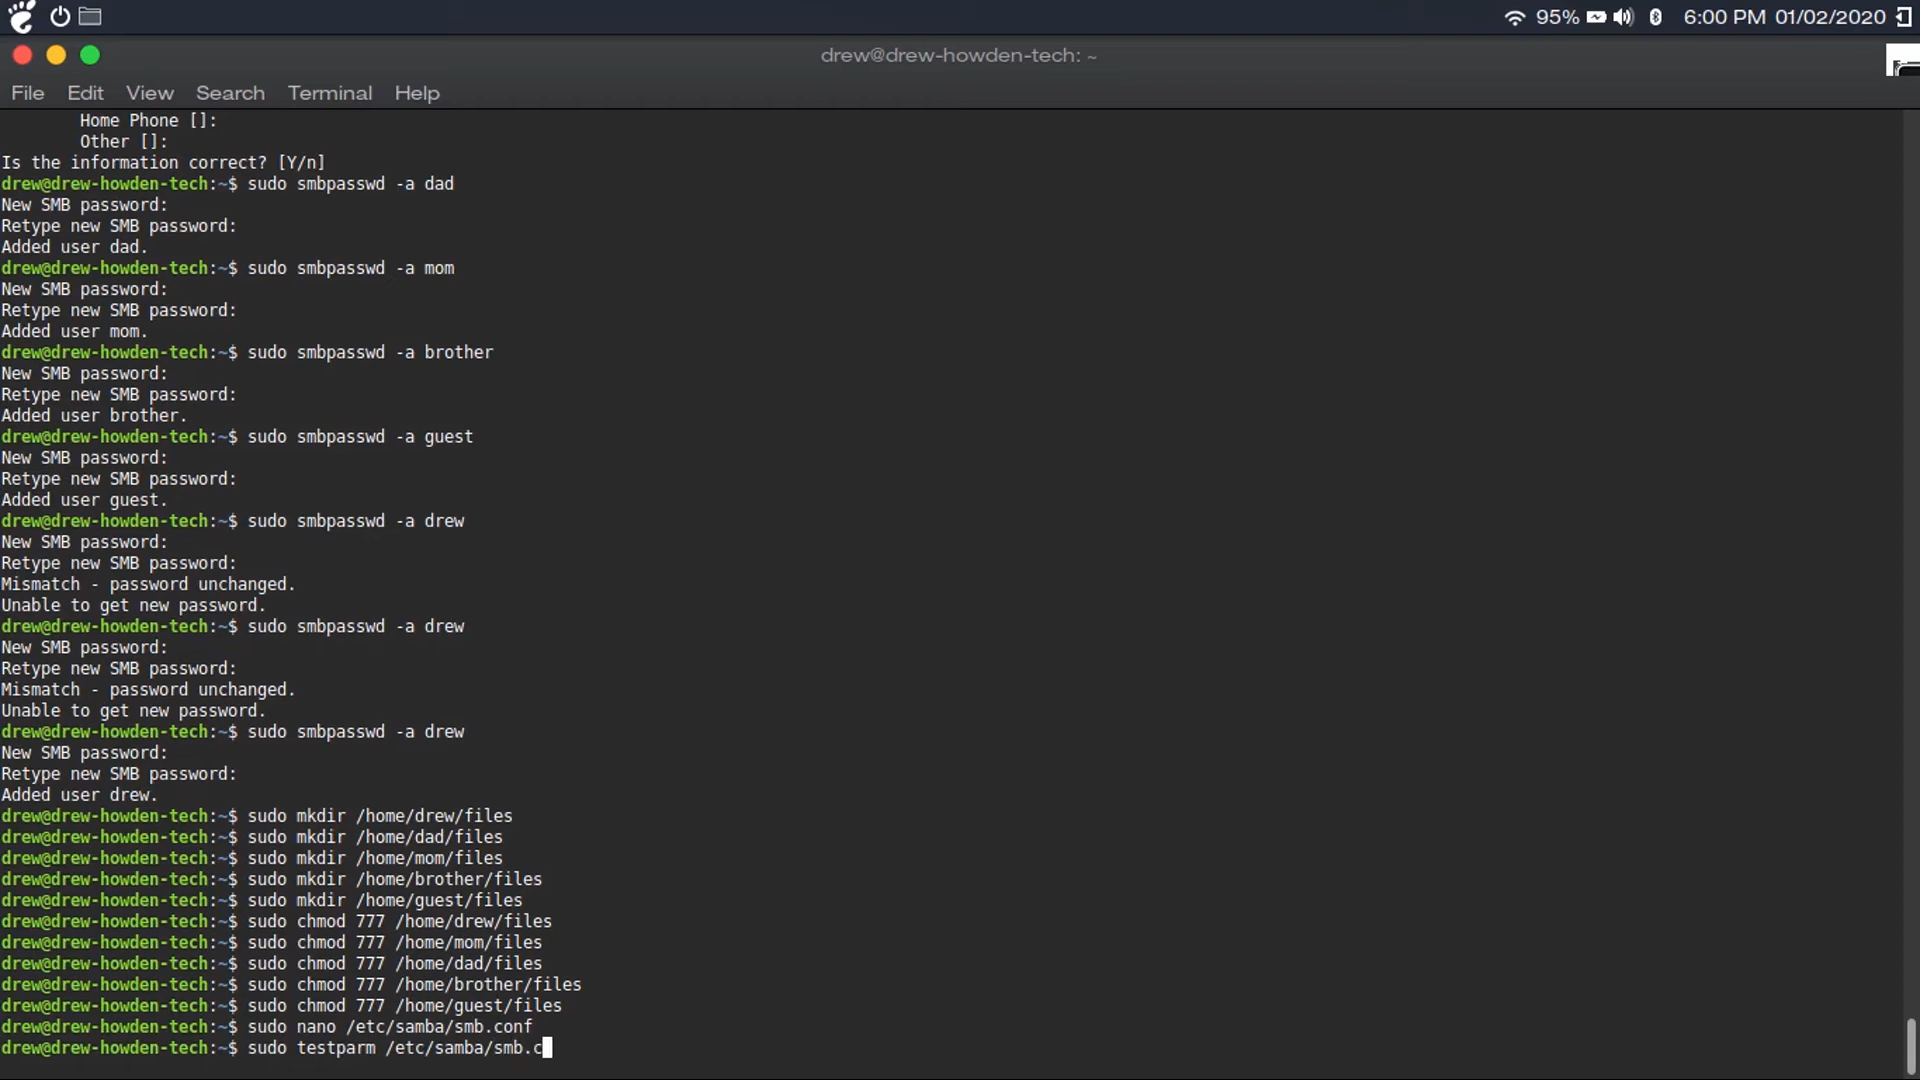 95% 6:00 PM 01/02/2020
drew@drew-howden-tech: ~
File Edit View Search Terminal Help
Home Phone []:
Other []:
Is the information correct? [Y/n]
drew@drew-howden-tech:~$ sudo smbpasswd -a dad
New SMB password:
Retype new SMB password:
Added user dad.
drew@drew-howden-tech:~$ sudo smbpasswd -a mom
New SMB password:
Retype new SMB password:
Added user mom.
drew@drew-howden-tech:~$ sudo smbpasswd -a brother
New SMB password:
Retype new SMB password:
Added user brother.
drew@drew-howden-tech:~$ sudo smbpasswd -a guest
New SMB password:
Retype new SMB password:
Added user guest.
drew@drew-howden-tech:~$ sudo smbpasswd -a drew
New SMB password:
Retype new SMB password:
Mismatch - password unchanged.
Unable to get new password.
drew@drew-howden-tech:~$ sudo smbpasswd -a drew
New SMB password:
Retype new SMB password:
Mismatch - password unchanged.
Unable to get new password.
drew@drew-howden-tech:~$ sudo smbpasswd -a drew
New SMB password:
Retype new SMB password:
Added user drew.
drew@drew-howden-tech:~$ sudo mkdir /home/drew/files
drew@drew-howden-tech:~$ sudo mkdir /home/dad/files
drew@drew-howden-tech:~$ sudo mkdir /home/mom/files
drew@drew-howden-tech:~$ sudo mkdir /home/brother/files
drew@drew-howden-tech:~$ sudo mkdir /home/guest/files
drew@drew-howden-tech:~$ sudo chmod 777 /home/drew/files
drew@drew-howden-tech:~$ sudo chmod 777 /home/mom/files
drew@drew-howden-tech:~$ sudo chmod 777 /home/dad/files
drew@drew-howden-tech:~$ sudo chmod 777 /home/brother/files
drew@drew-howden-tech:~$ sudo chmod 777 /home/guest/files
drew@drew-howden-tech:~$ sudo nano /etc/samba/smb.conf
drew@drew-howden-tech:~$ sudo testparm /etc/samba/smb.c